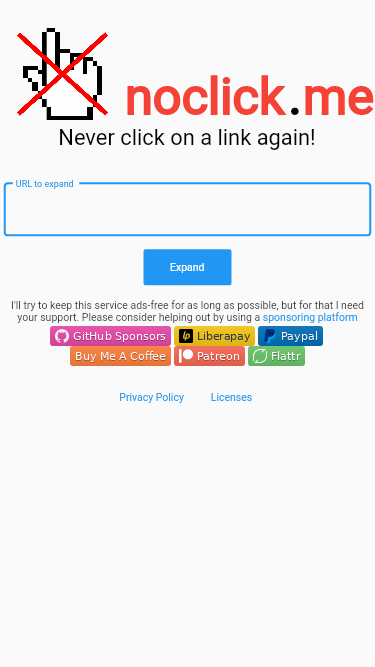 noclick.me
Never click on a link again!
URL to expand
Expand
I'll try to keep this service ads-free for as long as possible, but for that I need
your support. Please consider helping out by using a sponsoring platform
GitHub Sponsors lp Liberapay Paypal
Buy Me A Coffee Patreon Flattr
Privacy Policy Licenses